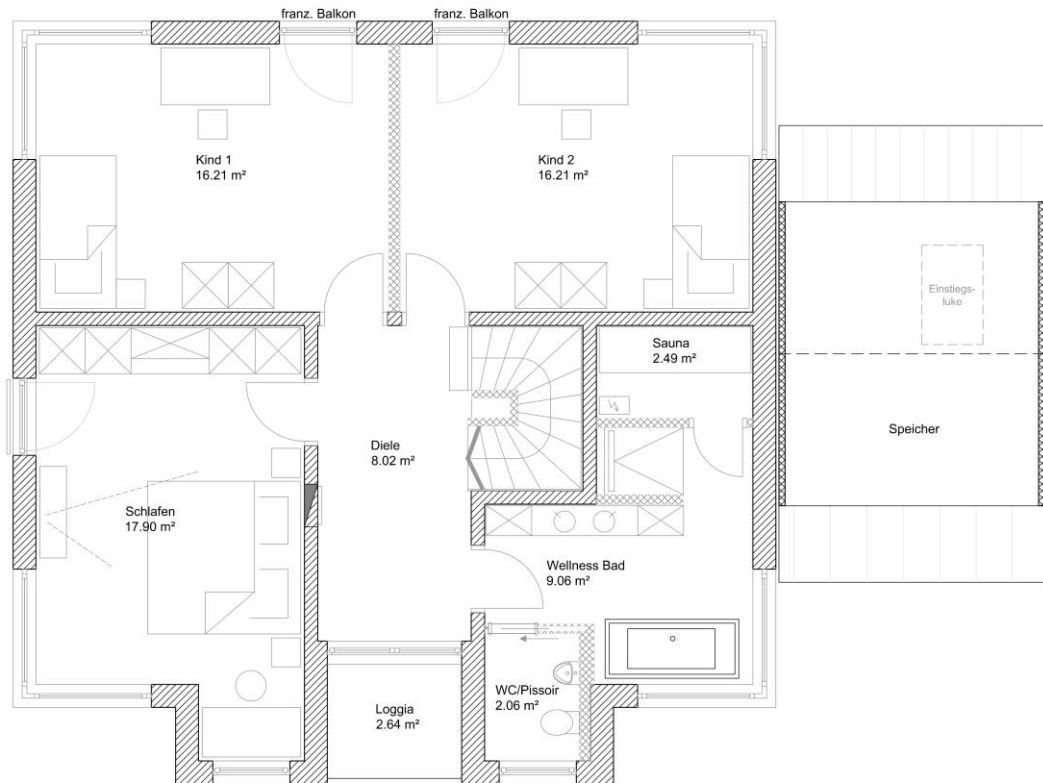 franz. Balkon
franz. Balkon
Kind 1
16.21 m²
Kind 2
16.21 m²
Einstiegs-
luke
Sauna
2.49 m²
Speicher
Diele
8.02 m²
Schlafen
17.90 m²
Wellness Bad
9.06 m²
WC/Pissoir
2.06 m²
Loggia
2.64 m²